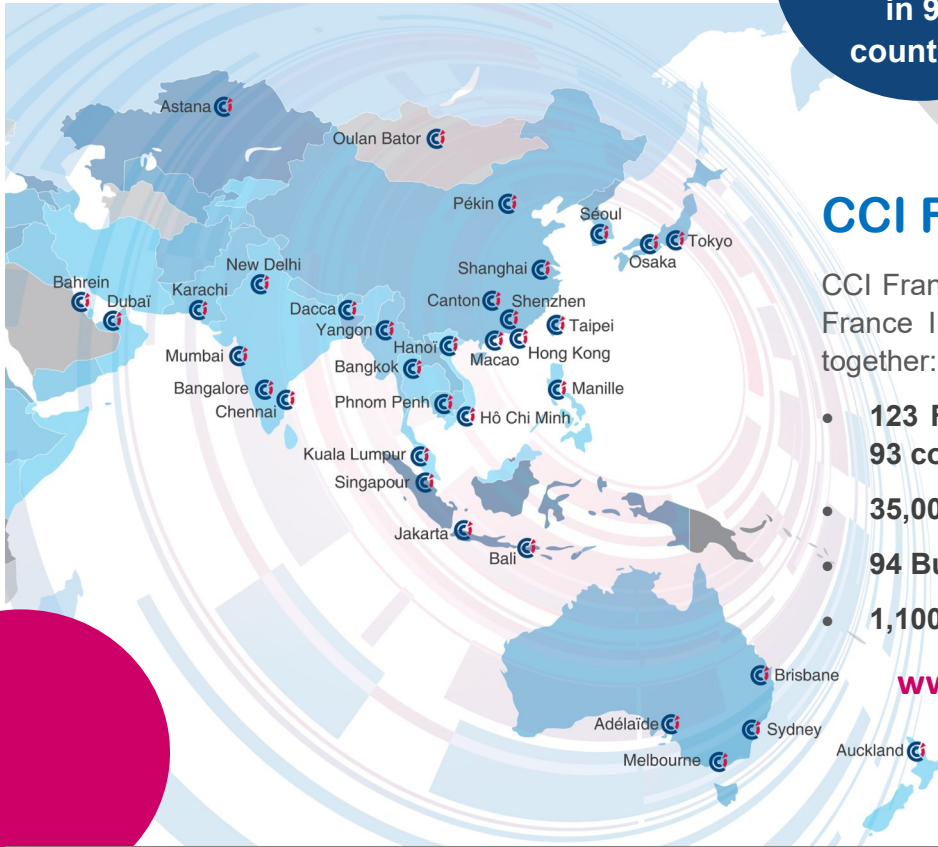 in 9
count
Astana
Oulan Bator
Pékin
Séoul
Tokyo
Osaka
Shanghai
New Delhi
Bahrein
Dubaï
Karachi
Dacca
Canton
Shenzhen
Yangon
Taipei
Hanoï
Macao
Hong Kong
Mumbai
Bangkok
Bangalore
Chennai
Phnom Penh
Manille
Hô Chi Minh
Kuala Lumpur
Singapour
Jakarta
Bali
Brisbane
Adélaïde
Sydney
Melbourne
Auckland
CCI F
CCI Fran
France I
together:
• 123 F
93 co
• 35,00
• 94 Bu
• 1,100
ww